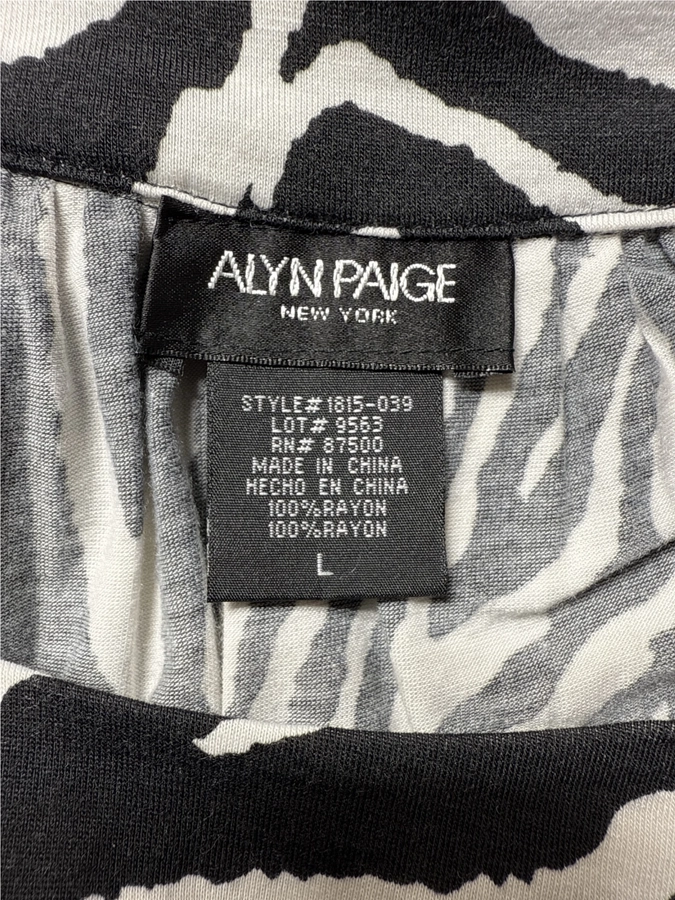 ALYN PAIGE
NEW YORK
STYLE# 1815-039
LOT# 9563
RN# 87500
MADE IN CHINA
HECHO EN CHINA
100%RAYON
100%RAYON
L